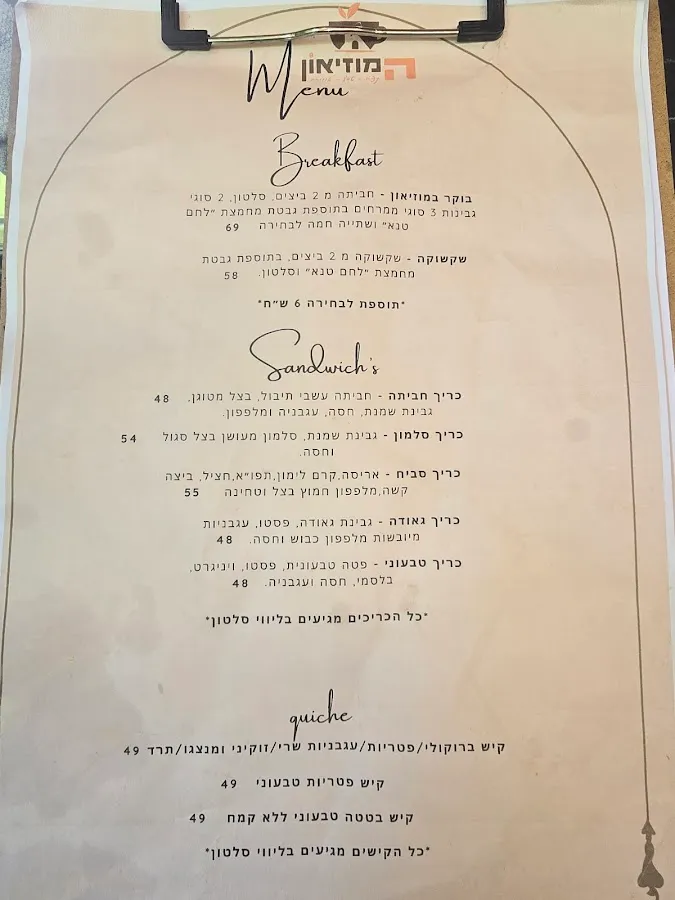 המוזיאון
Menu
Breakfast
בוקר במוזיאון - חביתה מ 2 ביצים, סלטון, 2 סוגי
גבינות 3 סוגי ממרחים בתוספת גבטת מחמצת "לחם
טנא" ושתייה חמה לבחירה 69
שקשוקה - שקשוקה מ 2 ביצים, בתוספת גבטת
מחמצת "לחם טנא" וסלטון. 58
*תוספת לבחירה 6 ש"ח*
Sandwich's
כריך חביתה - חביתה עשבי תיבול, בצל מטוגן, 48
גבינת שמנת, חסה, עגבניה ומלפפון.
כריך סלמון - גבינת שמנת, סלמון מעושן בצל סגול 54
וחסה.
כריך סביח - אריסה,קרם לימון,תפו"א,חציל, ביצה
קשה,מלפפון חמוץ בצל וטחינה 55
כריך גאודה - גבינת גאודה, פסטו, עגבניות
מיובשות מלפפון כבוש וחסה. 48
כריך טבעוני - פטה טבעונית, פסטו, ויניגרט,
בלסמי, חסה ועגבניה. 48
*כל הכריכים מגיעים בליווי סלטון*
quiche
קיש ברוקולי/פטריות/עגבניות שרי/זוקיני ומנצגו/תרד 49
קיש פטריות טבעוני 49
קיש בטטה טבעוני ללא קמח 49
*כל הקישים מגיעים בליווי סלטון*